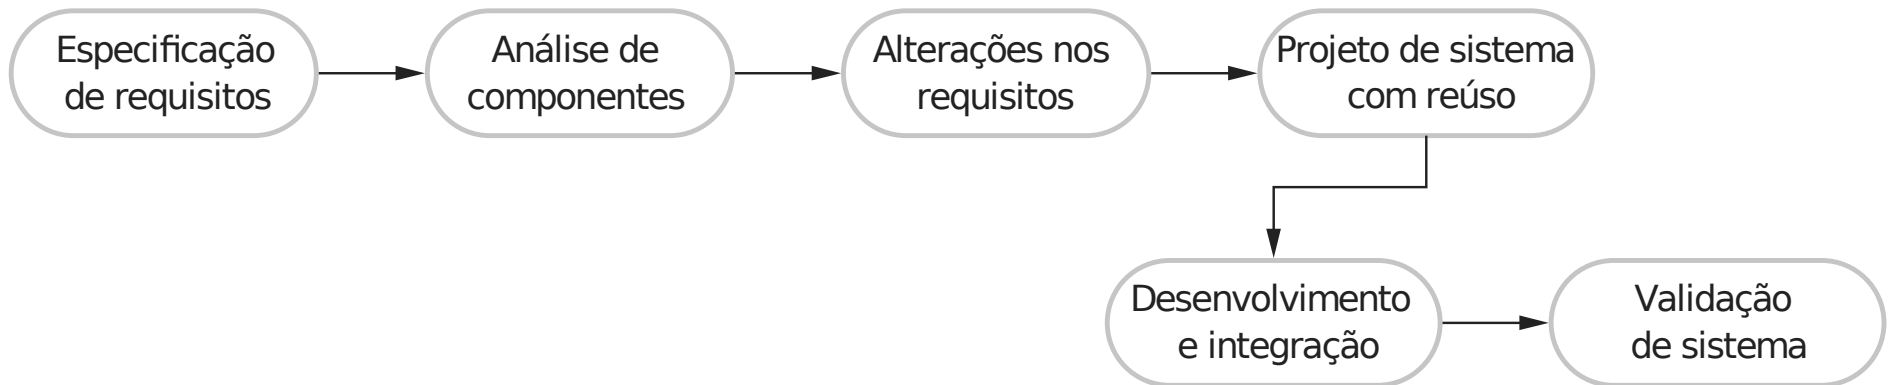 Especificação
de requisitos
Análise de
componentes
Alterações nos
requisitos
Projeto de sistema
com reúso
Desenvolvimento
e integração
Validação
de sistema